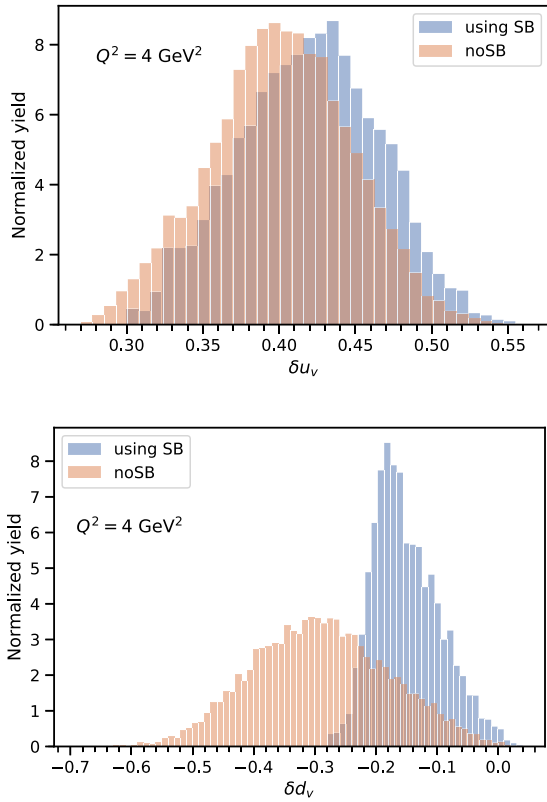 Q² = 4 GeV²
using SB
noSB
Normalized yield
8
6
4
2
0
0.30 0.35 0.40 0.45 0.50 0.55
δu_v
using SB
noSB
Q² = 4 GeV²
Normalized yield
8
7
6
5
4
3
2
1
0
−0.7 −0.6 −0.5 −0.4 −0.3 −0.2 −0.1 0.0
δd_v